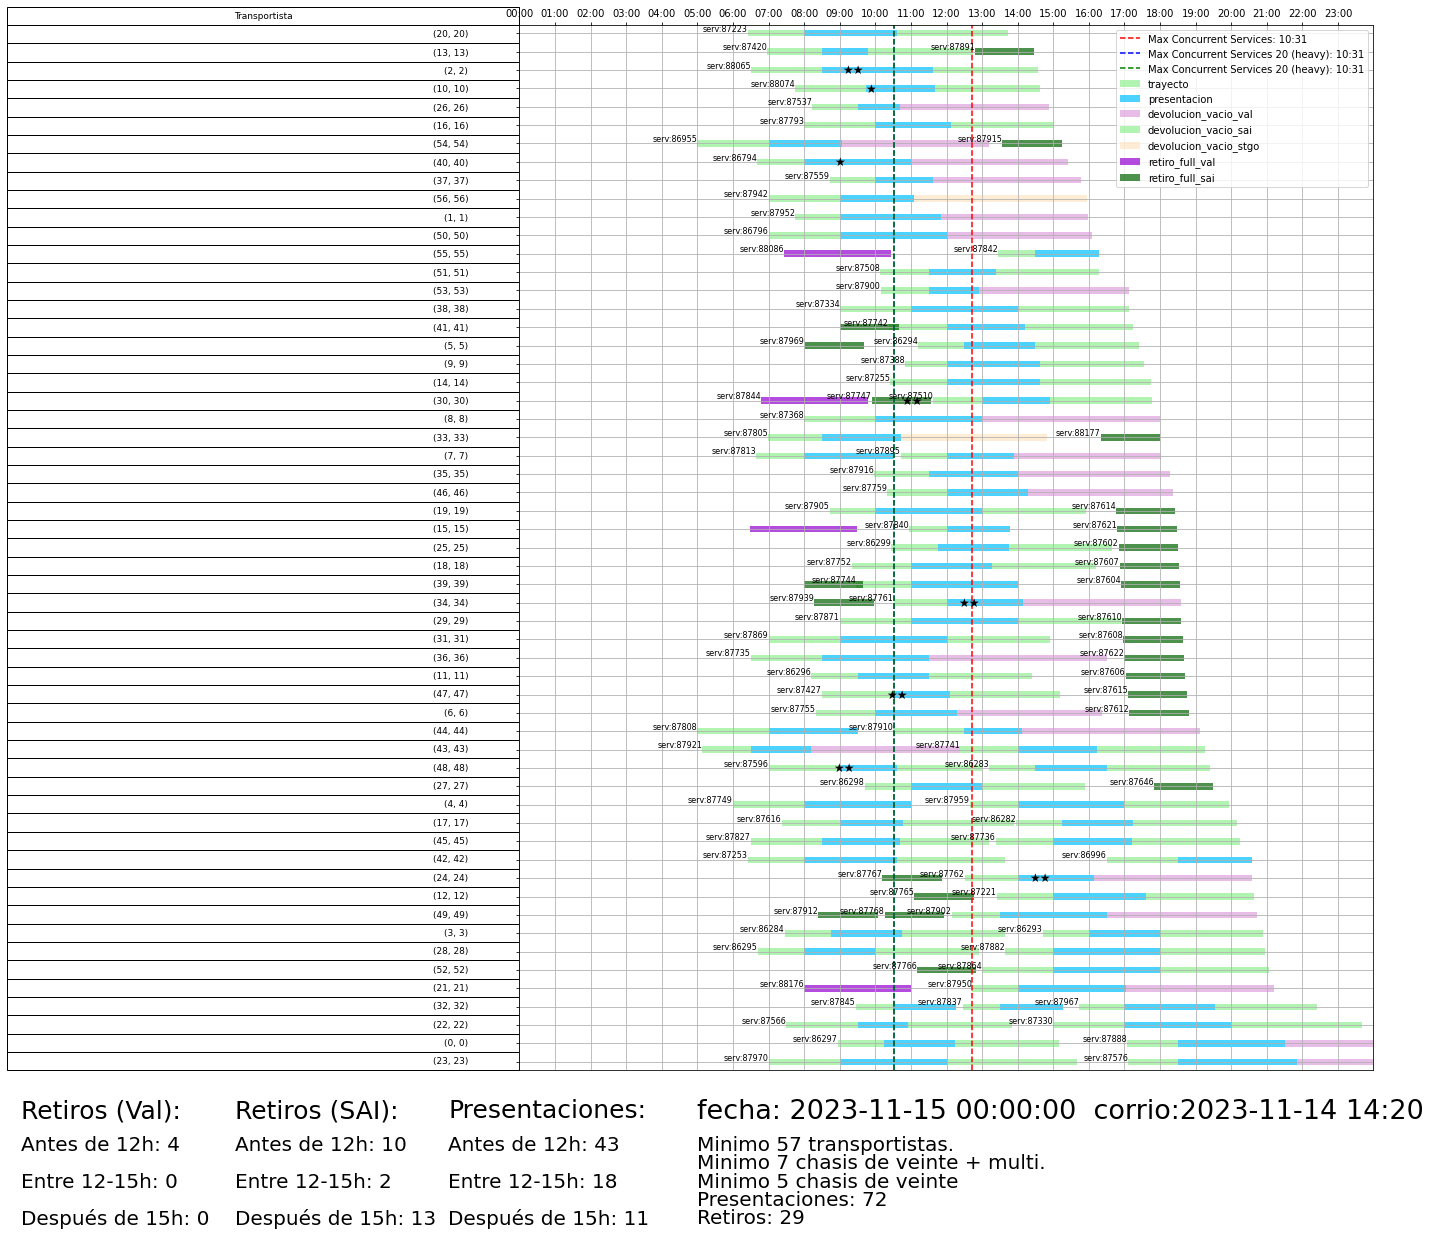 Transportista
00:00 01:00 02:00 03:00 04:00 05:00 06:00 07:00 08:00 09:00 10:00 11:00 12:00 13:00 14:00 15:00 16:00 17:00 18:00 19:00 20:00 21:00 22:00 23:00
Max Concurrent Services: 10:31
Max Concurrent Services 20 (heavy): 10:31
Max Concurrent Services 20 (heavy): 10:31
trayecto
presentacion
devolucion_vacio_val
devolucion_vacio_sai
devolucion_vacio_stgo
retiro_full_val
retiro_full_sai
(20, 20) serv:87223
(13, 13) serv:87420 serv:87891
(2, 2) serv:88065
(10, 10) serv:88074
(26, 26) serv:87537
(16, 16) serv:87793
(54, 54) serv:86955 serv:87915
(40, 40) serv:86794
(37, 37) serv:87559
(56, 56) serv:87942
(1, 1) serv:87952
(50, 50) serv:86796
(55, 55) serv:88086 serv:87842
(51, 51) serv:87508
(53, 53) serv:87900
(38, 38) serv:87334
(41, 41) serv:87742
(5, 5) serv:87969 serv:86294
(9, 9) serv:87388
(14, 14) serv:87255
(30, 30) serv:87844 serv:87747 serv:87510
(8, 8) serv:87368
(33, 33) serv:87805 serv:88177
(7, 7) serv:87813 serv:87895
(35, 35) serv:87916
(46, 46) serv:87759
(19, 19) serv:87905 serv:87614
(15, 15) serv:87840 serv:87621
(25, 25) serv:86299 serv:87602
(18, 18) serv:87752 serv:87607
(39, 39) serv:87744 serv:87604
(34, 34) serv:87939 serv:87761
(29, 29) serv:87871 serv:87610
(31, 31) serv:87869 serv:87608
(36, 36) serv:87735 serv:87622
(11, 11) serv:86296 serv:87606
(47, 47) serv:87427 serv:87615
(6, 6) serv:87755 serv:87612
(44, 44) serv:87808 serv:87910
(43, 43) serv:87921 serv:87741
(48, 48) serv:87596 serv:86283
(27, 27) serv:86298 serv:87646
(4, 4) serv:87749 serv:87959
(17, 17) serv:87616 serv:86282
(45, 45) serv:87827 serv:87736
(42, 42) serv:87253 serv:86996
(24, 24) serv:87767 serv:87762
(12, 12) serv:87765 serv:87221
(49, 49) serv:87912 serv:87768 serv:87902
(3, 3) serv:86284 serv:86293
(28, 28) serv:86295 serv:87882
(52, 52) serv:87766 serv:87864
(21, 21) serv:88176 serv:87950
(32, 32) serv:87845 serv:87837 serv:87967
(22, 22) serv:87566 serv:87330
(0, 0) serv:86297 serv:87888
(23, 23) serv:87970 serv:87576
Retiros (Val):
Antes de 12h: 4
Entre 12-15h: 0
Después de 15h: 0
Retiros (SAI):
Antes de 12h: 10
Entre 12-15h: 2
Después de 15h: 13
Presentaciones:
Antes de 12h: 43
Entre 12-15h: 18
Después de 15h: 11
fecha: 2023-11-15 00:00:00 corrio:2023-11-14 14:20
Minimo 57 transportistas.
Minimo 7 chasis de veinte + multi.
Minimo 5 chasis de veinte
Presentaciones: 72
Retiros: 29